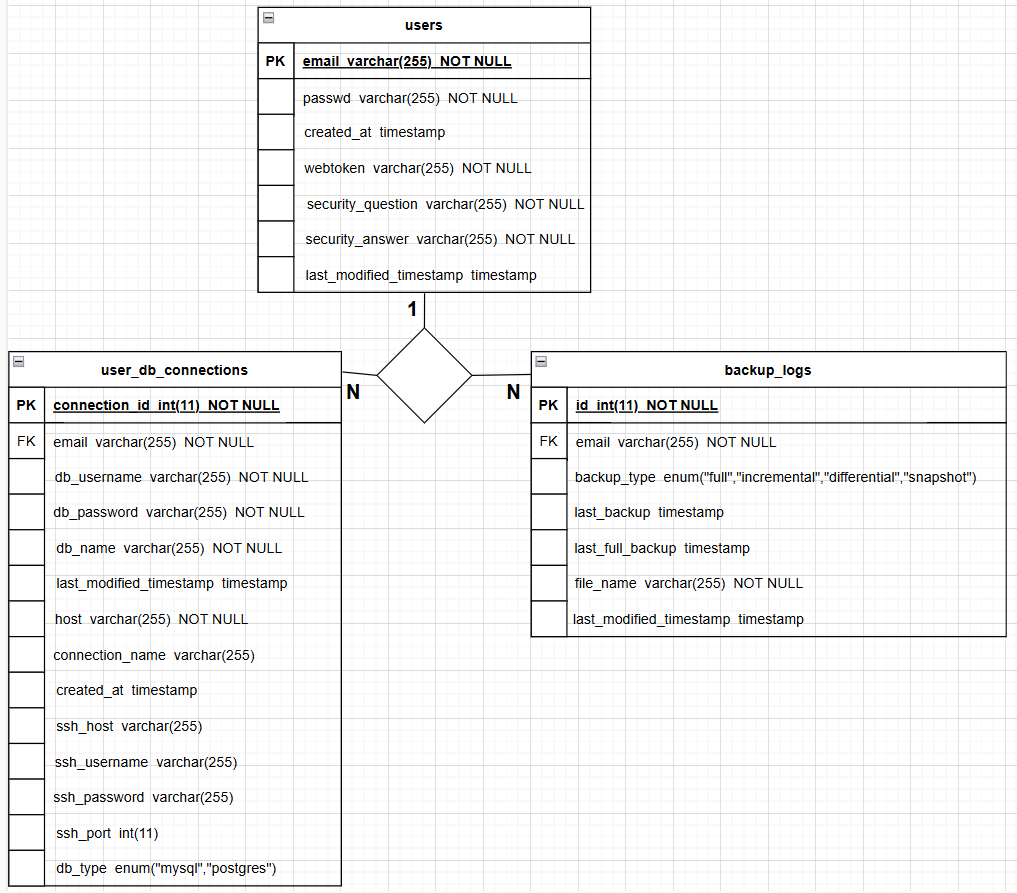 users
PK email varchar(255) NOT NULL
passwd varchar(255) NOT NULL
created_at timestamp
webtoken varchar(255) NOT NULL
security_question varchar(255) NOT NULL
security_answer varchar(255) NOT NULL
last_modified_timestamp timestamp
1
N
N
user_db_connections
PK connection_id int(11) NOT NULL
FK email varchar(255) NOT NULL
db_username varchar(255) NOT NULL
db_password varchar(255) NOT NULL
db_name varchar(255) NOT NULL
last_modified_timestamp timestamp
host varchar(255) NOT NULL
connection_name varchar(255)
created_at timestamp
ssh_host varchar(255)
ssh_username varchar(255)
ssh_password varchar(255)
ssh_port int(11)
db_type enum("mysql","postgres")
backup_logs
PK id int(11) NOT NULL
FK email varchar(255) NOT NULL
backup_type enum("full","incremental","differential","snapshot")
last_backup timestamp
last_full_backup timestamp
file_name varchar(255) NOT NULL
last_modified_timestamp timestamp